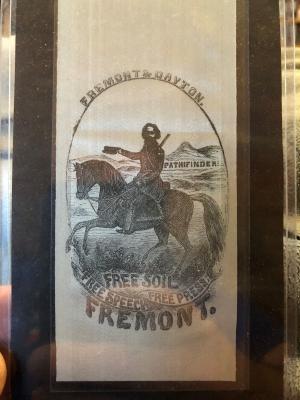 FREMONT & DAYTON.
PATHFINDER
FREE SOIL
FREE SPEECH FREE PRESS
FREMONT.